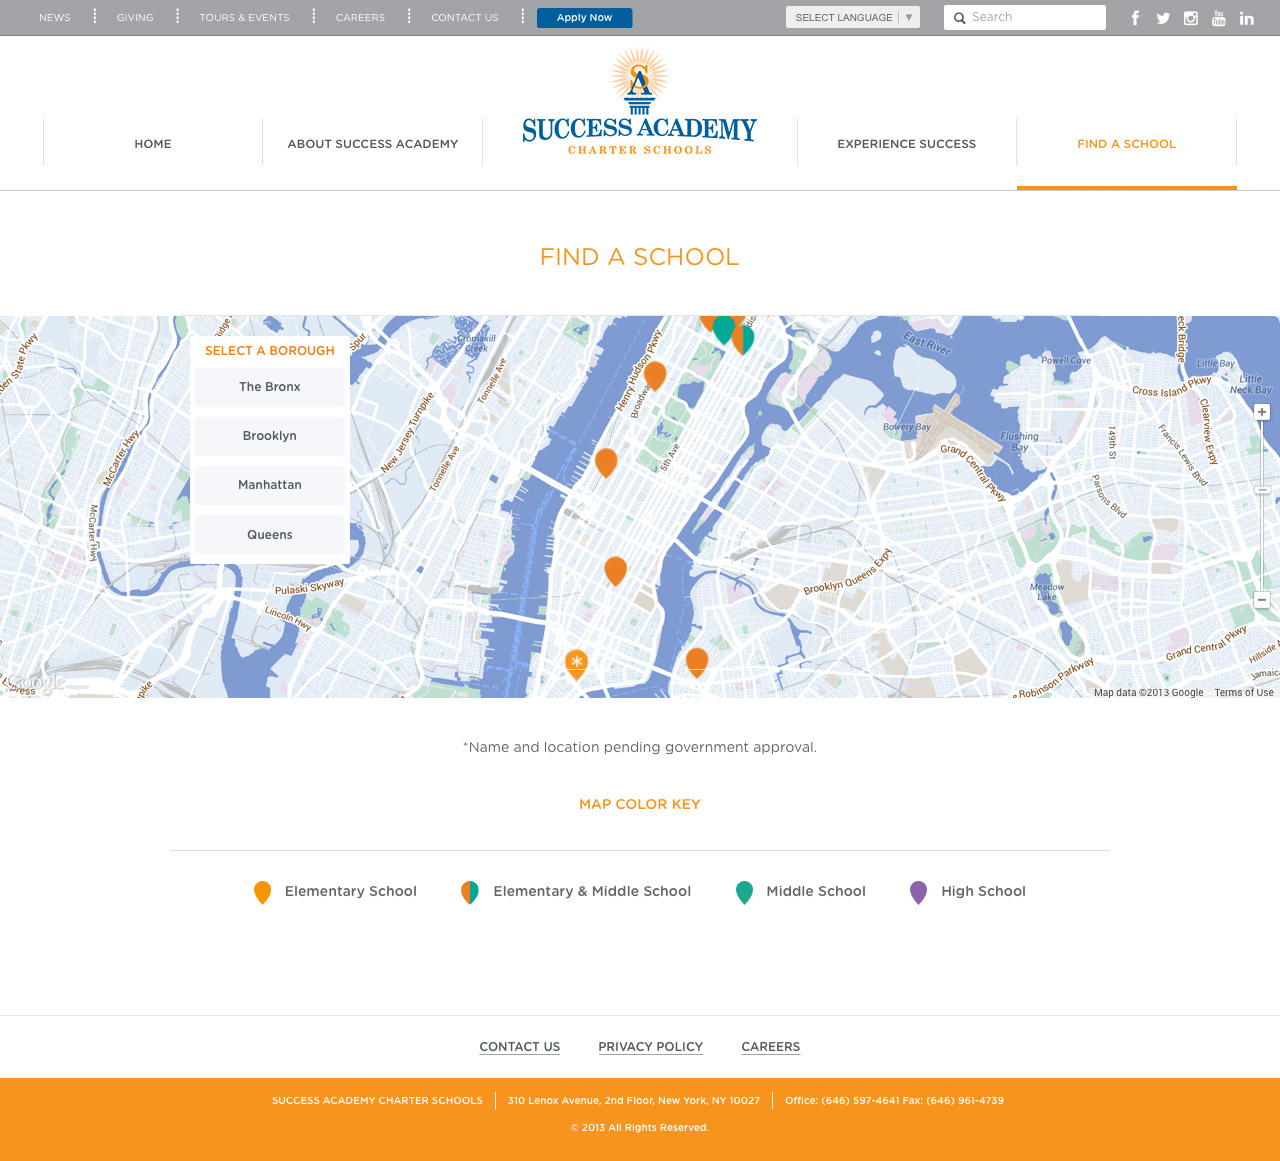 NEWS
GIVING
TOURS & EVENTS
CAREERS
CONTACT US
Apply Now
SELECT LANGUAGE ▼
Search
SUCCESS ACADEMY
CHARTER SCHOOLS
HOME
ABOUT SUCCESS ACADEMY
EXPERIENCE SUCCESS
FIND A SCHOOL
FIND A SCHOOL
SELECT A BOROUGH
The Bronx
Brooklyn
Manhattan
Queens
Cromakill
Creek
Tonnelle Ave
New Jersey Turnpike
Tonnelle Ave
McCarter Hwy
McCarter Hwy
Pulaski Skyway
Lincoln Hwy
Henry Hudson Pkwy
5th Ave
East River
Powell Cove
Little Bay
Little
Neck Bay
Cross Island Pkwy
Clearview Expy
Bowery Bay
Flushing
Bay
149th St
Francis Lewis Blvd
Grand Central Pkwy
Parsons Blvd
Brooklyn Queens Expy
Meadow
Lake
Grand Central Pkwy
Robinson Parkway
Hillside
Jamaica
Google
Map data ©2013 Google
Terms of Use
*Name and location pending government approval.
MAP COLOR KEY
Elementary School
Elementary & Middle School
Middle School
High School
CONTACT US
PRIVACY POLICY
CAREERS
SUCCESS ACADEMY CHARTER SCHOOLS
310 Lenox Avenue, 2nd Floor, New York, NY 10027
Office: (646) 597-4641 Fax: (646) 961-4739
© 2013 All Rights Reserved.